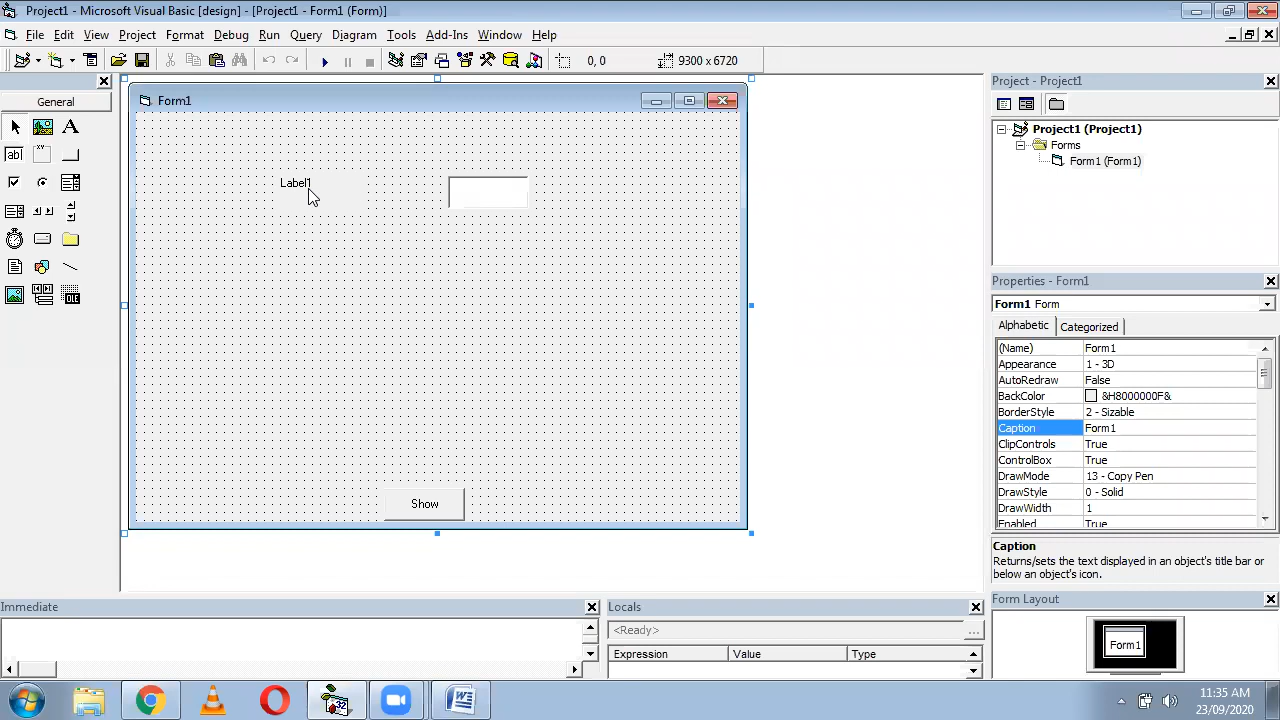 Project1 - Microsoft Visual Basic [design] - [Project1 - Form1 (Form)]
File Edit View Project Format Debug Run Query Diagram Tools Add-Ins Window Help
0, 0 9300 x 6720
General
A
ab|
xv
OLE
Form1
Label1
Show
Project - Project1
Project1 (Project1)
Forms
Form1 (Form1)
Properties - Form1
Form1 Form
Alphabetic Categorized
(Name) Form1
Appearance 1 - 3D
AutoRedraw False
BackColor &H8000000F&
BorderStyle 2 - Sizable
Caption Form1
ClipControls True
ControlBox True
DrawMode 13 - Copy Pen
DrawStyle 0 - Solid
DrawWidth 1
Enabled True
Caption
Returns/sets the text displayed in an object's title bar or
below an object's icon.
Form Layout
Form1
Immediate
Locals
<Ready>
...
Expression Value Type
32
W
11:35 AM
23/09/2020